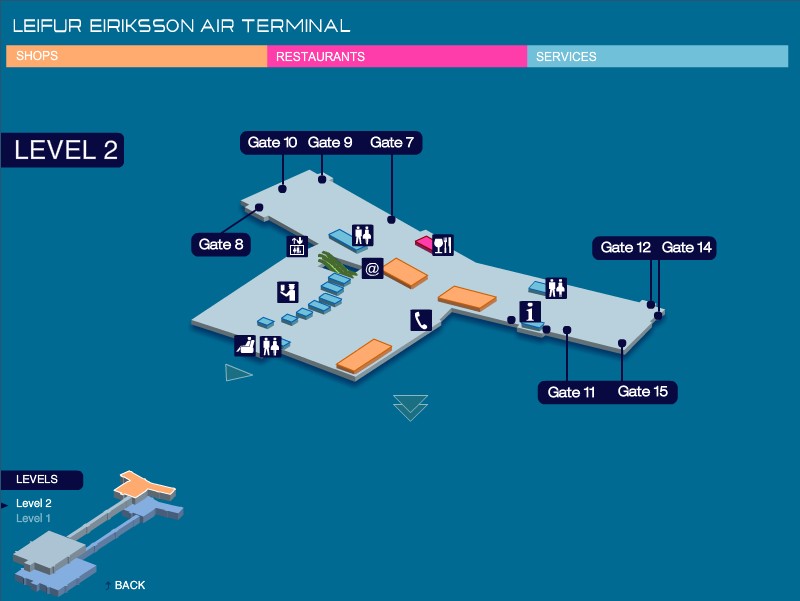 LEIFUR EIRIKSSON AIR TERMINAL
SHOPS
RESTAURANTS
SERVICES
LEVEL 2
Gate 10
Gate 9
Gate 7
Gate 8
Gate 12
Gate 14
@
i
Gate 11
Gate 15
LEVELS
Level 2
Level 1
BACK